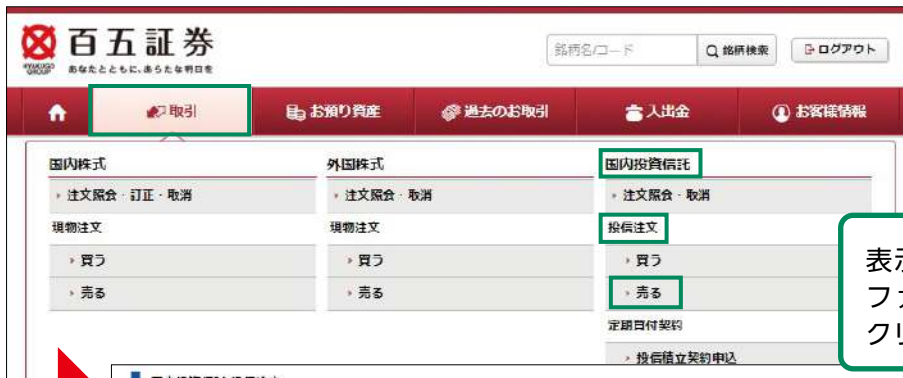 百五証券
HYAKUGO GROUP
あなたとともに、あらたな明日を
銘柄名/コード
銘柄検索
ログアウト
取引
お預り資産
過去のお取引
入出金
お客様情報
国内株式
外国株式
国内投資信託
注文照会・訂正・取消
注文照会・取消
注文照会・取消
現物注文
現物注文
投信注文
買う
買う
買う
売る
売る
売る
定期買付契約
投信積立契約申込
表示
ファ
クリ